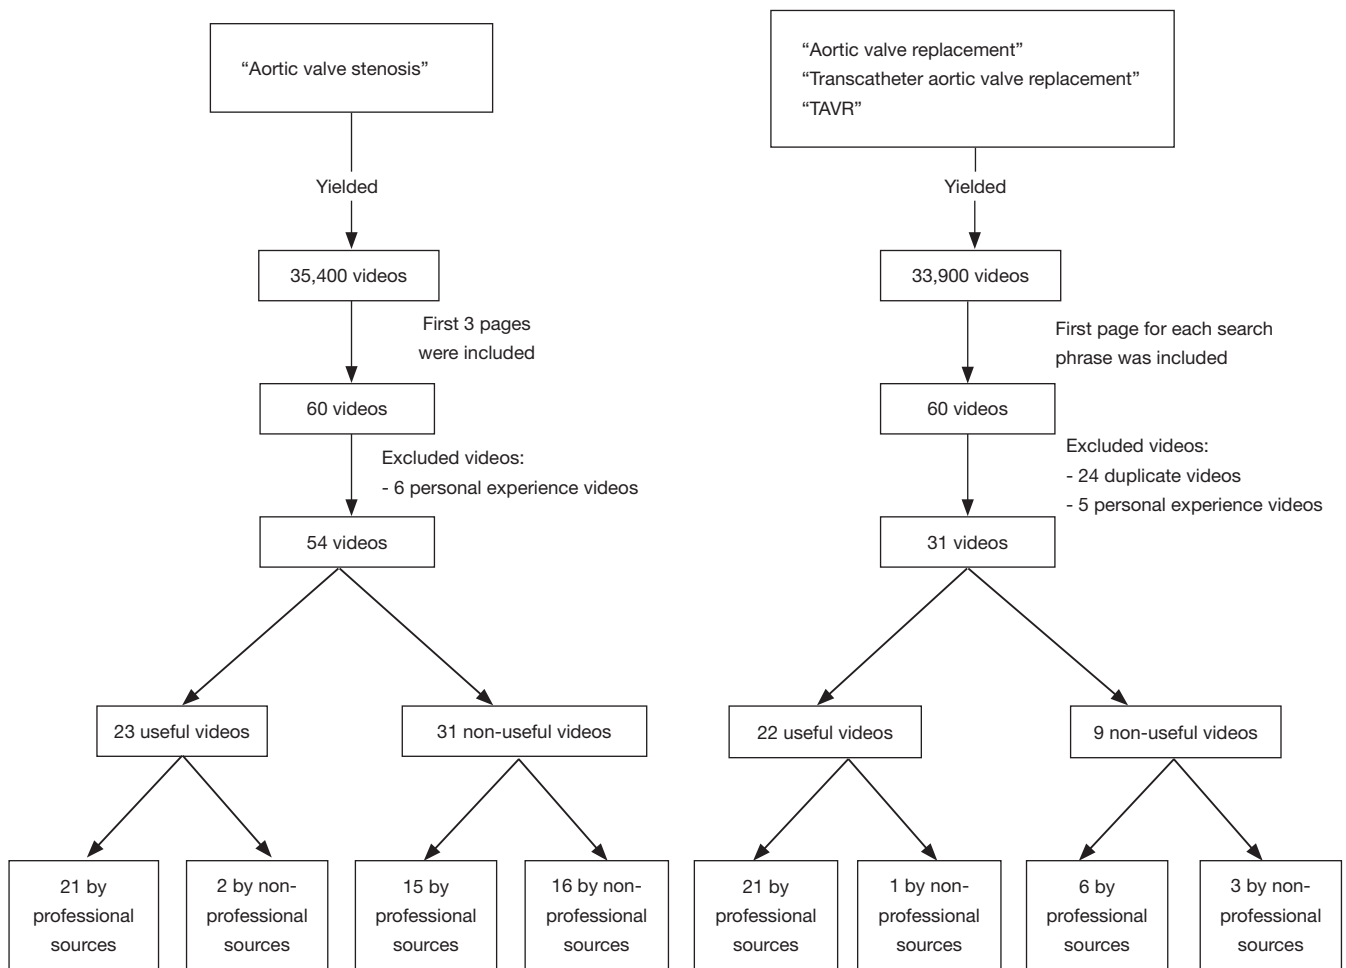 “Aortic valve stenosis”
“Aortic valve replacement”
“Transcatheter aortic valve replacement”
“TAVR”
Yielded
Yielded
35,400 videos
33,900 videos
First 3 pages
were included
First page for each search
phrase was included
60 videos
60 videos
Excluded videos:
- 6 personal experience videos
Excluded videos:
- 24 duplicate videos
- 5 personal experience videos
54 videos
31 videos
23 useful videos
31 non-useful videos
22 useful videos
9 non-useful videos
21 by
professional
sources
2 by non-
professional
sources
15 by
professional
sources
16 by non-
professional
sources
21 by
professional
sources
1 by non-
professional
sources
6 by
professional
sources
3 by non-
professional
sources